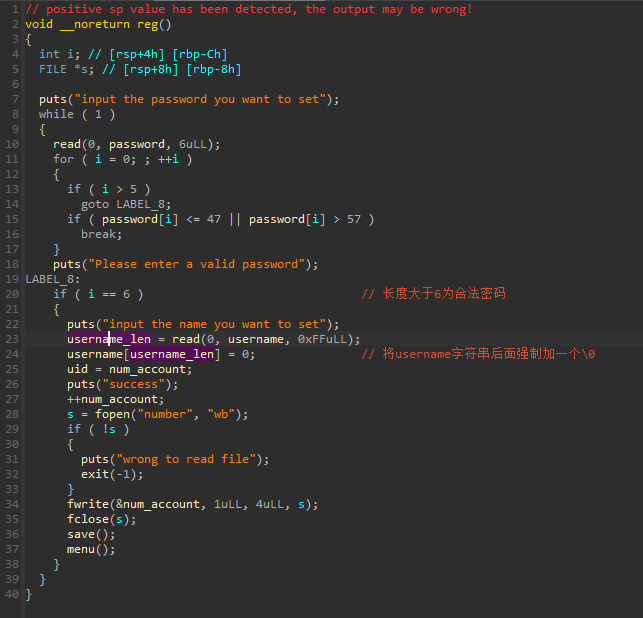 1 // positive sp value has been detected, the output may be wrong!
2 void __noreturn reg()
3 {
4   int i; // [rsp+4h] [rbp-Ch]
5   FILE *s; // [rsp+8h] [rbp-8h]
6
7   puts("input the password you want to set");
8   while ( 1 )
9   {
10     read(0, password, 6uLL);
11     for ( i = 0; ; ++i )
12     {
13       if ( i > 5 )
14         goto LABEL_8;
15       if ( password[i] <= 47 || password[i] > 57 )
16         break;
17     }
18     puts("Please enter a valid password");
19 LABEL_8:
20     if ( i == 6 )                               // 长度大于6为合法密码
21     {
22       puts("input the name you want to set");
23       username_len = read(0, username, 0xFFuLL);
24       username[username_len] = 0;               // 将username字符串后面强制加一个\0
25       uid = num_account;
26       puts("success");
27       ++num_account;
28       s = fopen("number", "wb");
29       if ( !s )
30       {
31         puts("wrong to read file");
32         exit(-1);
33       }
34       fwrite(&num_account, 1uLL, 4uLL, s);
35       fclose(s);
36       save();
37       menu();
38     }
39   }
40 }